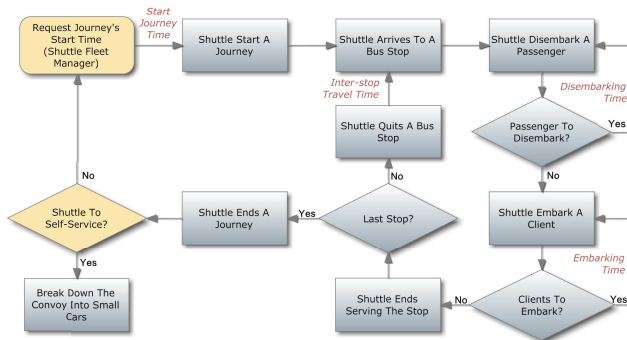 Request Journey's
Start Time
(Shuttle Fleet
Manager)
Start
Journey
Time
Shuttle Start A
Journey
Shuttle Arrives To A
Bus Stop
Shuttle Disembark A
Passenger
Inter-stop
Travel Time
Disembarking
Time
Shuttle Quits A Bus
Stop
Passenger To
Disembark?
Yes
No
No
No
Shuttle To
Self-Service?
Shuttle Ends A
Journey
Yes
Last Stop?
Shuttle Embark A
Client
Yes
Embarking
Time
Break Down The
Convoy Into Small
Cars
Shuttle Ends
Serving The Stop
No
Clients To
Embark?
Yes